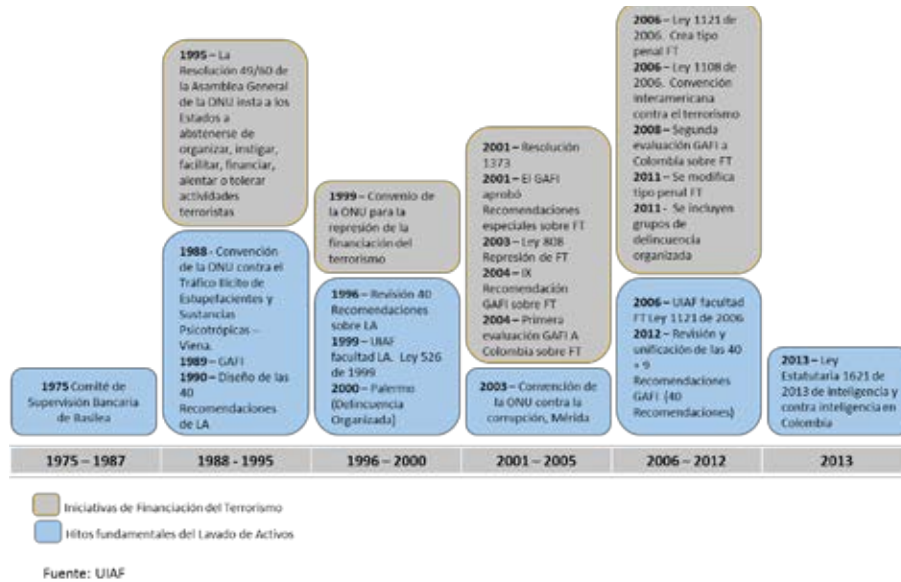 1995 – La
Resolución 49/60 de
la Asamblea General
de la ONU insta a los
Estados a
abstenerse de
organizar, instigar,
facilitar, financiar,
alentar o tolerar
actividades
terroristas
1999 – Convenio de
la ONU para la
represión de la
financiación del
terrorismo
2001 – Resolución
1373
2001 – El GAFI
aprobó
Recomendaciones
especiales sobre FT
2003 – Ley 808
Represión de FT
2004 – IX
Recomendación
GAFI sobre FT
2004 – Primera
evaluación GAFI A
Colombia sobre FT
2006 – Ley 1121 de
2006. Crea tipo
penal FT
2006 – Ley 1108 de
2006. Convención
interamericana
contra el terrorismo
2008 – Segunda
evaluación GAFI a
Colombia sobre FT
2011 – Se modifica
tipo penal FT
2011 - Se incluyen
grupos de
delincuencia
organizada
1975 Comité de
Supervisión Bancaria
de Basilea
1988 - Convención
de la ONU contra el
Tráfico Ilícito de
Estupefacientes y
Sustancias
Psicotrópicas –
Viena.
1989 – GAFI
1990 – Diseño de las
40
Recomendaciones
de LA
1996 – Revisión 40
Recomendaciones
sobre LA
1999 – UIAF
facultad LA. Ley 526
de 1999
2000 – Palermo
(Delincuencia
Organizada)
2003 – Convención de
la ONU contra la
corrupción, Mérida
2006 – UIAF facultad
FT Ley 1121 de 2006
2012 – Revisión y
unificación de las 40
+ 9
Recomendaciones
GAFI (40
Recomendaciones)
2013 – Ley
Estatutaria 1621 de
2013 de inteligencia y
contra inteligencia en
Colombia
1975 – 1987
1988 - 1995
1996 – 2000
2001 – 2005
2006 – 2012
2013
Iniciativas de Financiación del Terrorismo
Hitos fundamentales del Lavado de Activos
Fuente: UIAF